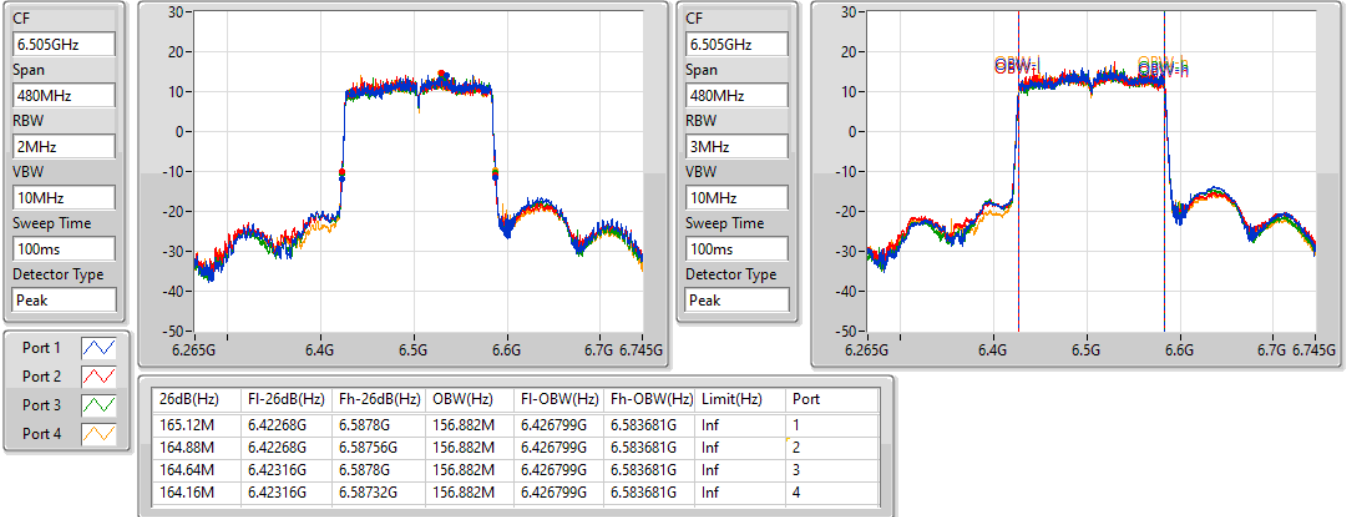 CF
6.505GHz
Span
480MHz
RBW
2MHz
VBW
10MHz
Sweep Time
100ms
Detector Type
Peak
30
20
10
0
-10
-20
-30
-40
-50
6.265G 6.4G 6.5G 6.6G 6.7G 6.745G
CF
6.505GHz
Span
480MHz
RBW
3MHz
VBW
10MHz
Sweep Time
100ms
Detector Type
Peak
30
20
10
0
-10
-20
-30
-40
-50
OBW-l OBW-h
6.265G 6.4G 6.5G 6.6G 6.7G 6.745G
Port 1
Port 2
Port 3
Port 4
26dB(Hz) Fl-26dB(Hz) Fh-26dB(Hz) OBW(Hz) Fl-OBW(Hz) Fh-OBW(Hz) Limit(Hz) Port
165.12M 6.42268G 6.5878G 156.882M 6.426799G 6.583681G Inf 1
164.88M 6.42268G 6.58756G 156.882M 6.426799G 6.583681G Inf 2
164.64M 6.42316G 6.5878G 156.882M 6.426799G 6.583681G Inf 3
164.16M 6.42316G 6.58732G 156.882M 6.426799G 6.583681G Inf 4